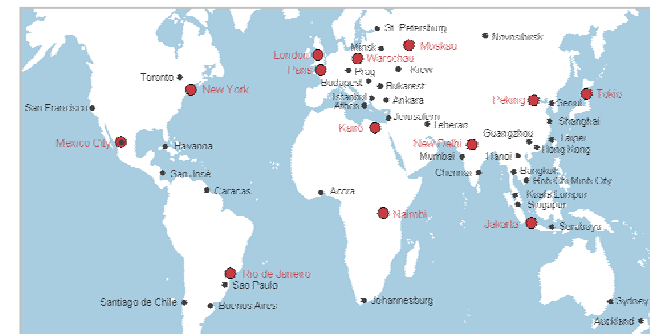 St. Petersburg
Novosibirsk
Moskau
Minsk
London
Warschau
Paris
Prag
Kiew
Toronto
Budapest
Bukarest
New York
Istanbul
Ankara
Athen
Peking
Seoul
Tokio
San Francisco
Jerusalem
Teheran
Shanghai
Kairo
Guangzhou
Taipei
Mexico City
Havanna
New Delhi
Hong Kong
Mumbai
Hanoi
San José
Chennai
Bangkok
Hoh Chi Minh City
Caracas
Accra
Kuala Lumpur
Singapur
Nairobi
Jakarta
Surabaya
Rio de Janeiro
Sao Paulo
Santiago de Chile
Buenos Aires
Johannesburg
Sydney
Auckland